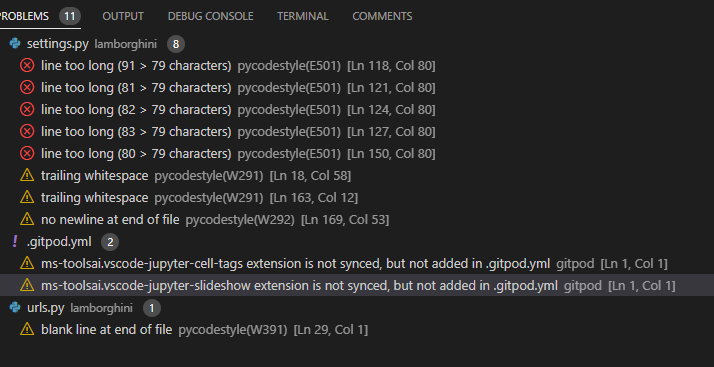 PROBLEMS 11 OUTPUT DEBUG CONSOLE TERMINAL COMMENTS
settings.py lamborghini 8
line too long (91 > 79 characters) pycodestyle(E501) [Ln 118, Col 80]
line too long (81 > 79 characters) pycodestyle(E501) [Ln 121, Col 80]
line too long (82 > 79 characters) pycodestyle(E501) [Ln 124, Col 80]
line too long (83 > 79 characters) pycodestyle(E501) [Ln 127, Col 80]
line too long (80 > 79 characters) pycodestyle(E501) [Ln 150, Col 80]
trailing whitespace pycodestyle(W291) [Ln 18, Col 58]
trailing whitespace pycodestyle(W291) [Ln 163, Col 12]
no newline at end of file pycodestyle(W292) [Ln 169, Col 53]
! .gitpod.yml 2
ms-toolsai.vscode-jupyter-cell-tags extension is not synced, but not added in .gitpod.yml gitpod [Ln 1, Col 1]
ms-toolsai.vscode-jupyter-slideshow extension is not synced, but not added in .gitpod.yml gitpod [Ln 1, Col 1]
urls.py lamborghini 1
blank line at end of file pycodestyle(W391) [Ln 29, Col 1]